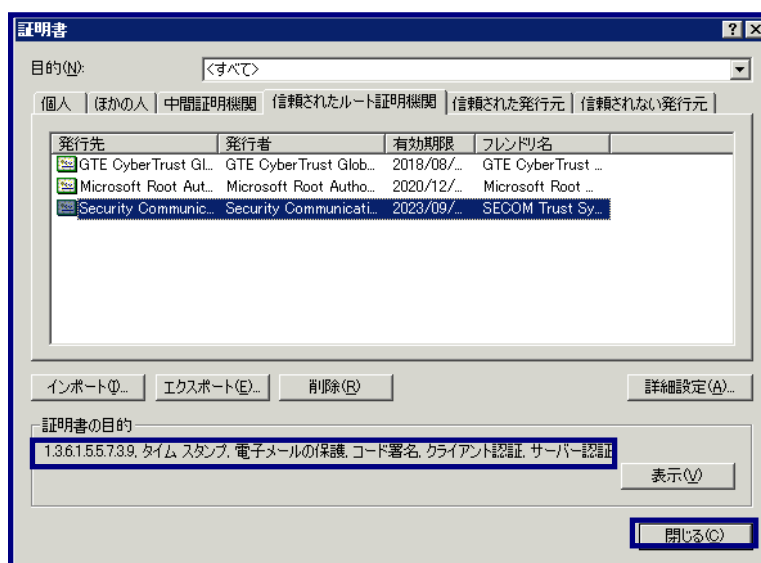 証明書
目的(N): <すべて>
個人 ほかの人 中間証明機関 信頼されたルート証明機関 信頼された発行元 信頼されない発行元
発行先 発行者 有効期限 フレンドリ名
GTE CyberTrust Gl... GTE CyberTrust Glob... 2018/08/... GTE CyberTrust ...
Microsoft Root Aut... Microsoft Root Autho... 2020/12/... Microsoft Root ...
Security Communic... Security Communicati... 2023/09/... SECOM Trust Sy...
インポート(I)... エクスポート(E)... 削除(R) 詳細設定(A)...
証明書の目的
1.3.6.1.5.5.7.3.9, タイム スタンプ, 電子メールの保護, コード署名, クライアント認証, サーバー認証
表示(V)
閉じる(C)